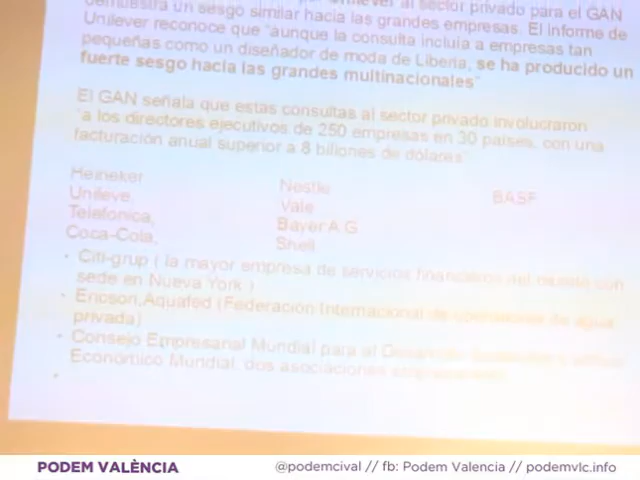 demuestra un sesgo similar hacia las grandes empresas. El informe de
Unilever reconoce que "aunque la consulta incluía a empresas tan
pequeñas como un diseñador de moda de Liberia, se ha producido un
fuerte sesgo hacia las grandes multinacionales"
El GAN señala que estas consultas al sector privado involucraron
"a los directores ejecutivos de 250 empresas en 30 países, con una
facturación anual superior a 8 billones de dólares"
Heineker
Unileve,
Telefonica,
Coca-Cola,
Nestle
Vale
Bayer A G
Shell
BASF
• Citi-grup ( la mayor empresa de servicios financieros del mundo con
sede en Nueva York )
• Ericson, Aquafed (Federación Internacional de operadores de agua
privada)
• Consejo Empresarial Mundial para el
Económico Mundial, dos asociaciones
PODEM VALÈNCIA
@podemcival // fb: Podem Valencia // podemvlc.info